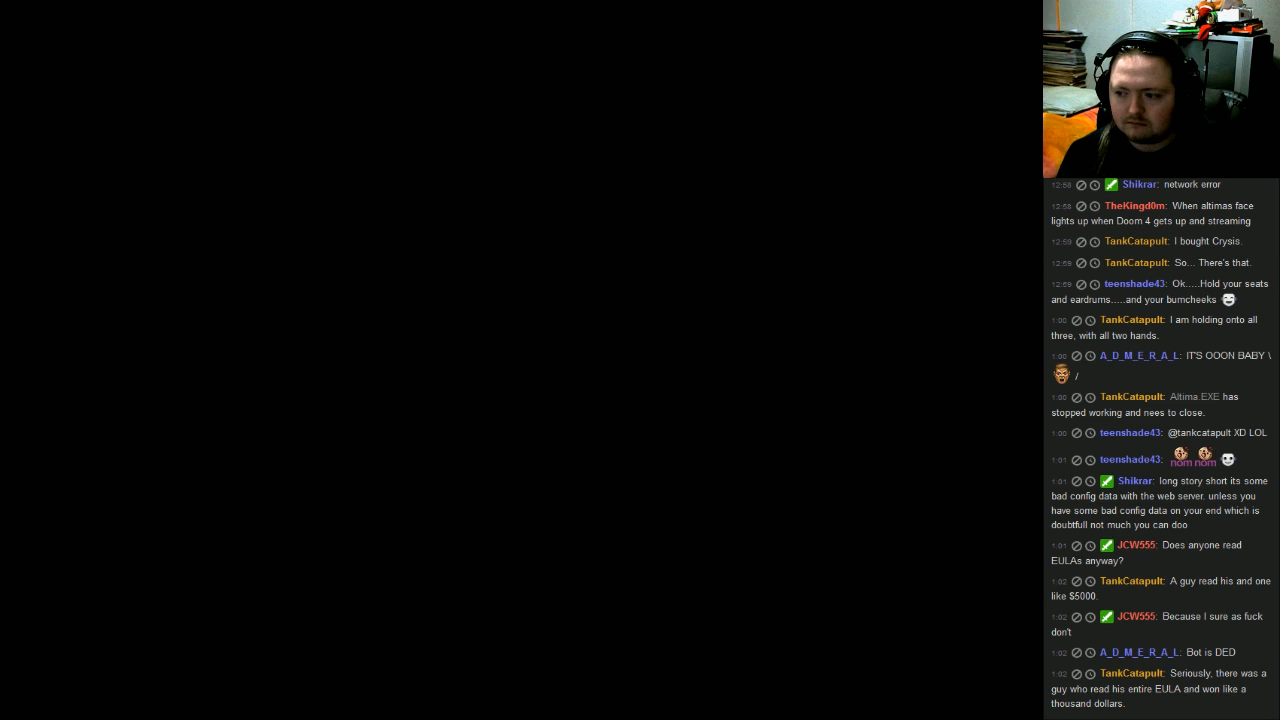 12:58 Shikrar: network error
12:58 TheKingd0m: When altimas face
lights up when Doom 4 gets up and streaming
12:59 TankCatapult: I bought Crysis.
12:59 TankCatapult: So... There's that.
12:59 teenshade43: Ok.....Hold your seats
and eardrums.....and your bumcheeks
1:00 TankCatapult: I am holding onto all
three, with all two hands.
1:00 A_D_M_E_R_A_L: IT'S OOON BABY \
/
1:00 TankCatapult: Altima.EXE has
stopped working and nees to close.
1:00 teenshade43: @tankcatapult XD LOL
1:01 teenshade43: nom nom
1:01 Shikrar: long story short its some
bad config data with the web server. unless you
have some bad config data on your end which is
doubtfull not much you can doo
1:01 JCW555: Does anyone read
EULAs anyway?
1:02 TankCatapult: A guy read his and one
like $5000.
1:02 JCW555: Because I sure as fuck
don't
1:02 A_D_M_E_R_A_L: Bot is DED
1:02 TankCatapult: Seriously, there was a
guy who read his entire EULA and won like a
thousand dollars.